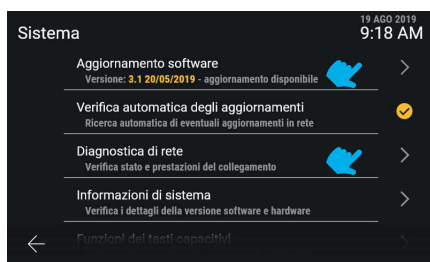 19 AGO 2019
Sistema 9:18 AM
Aggiornamento software
Versione: 3.1 20/05/2019 - aggiornamento disponibile
Verifica automatica degli aggiornamenti
Ricerca automatica di eventuali aggiornamenti in rete
Diagnostica di rete
Verifica stato e prestazioni del collegamento
Informazioni di sistema
Verifica i dettagli della versione software e hardware
Funzioni dei tasti capacitivi